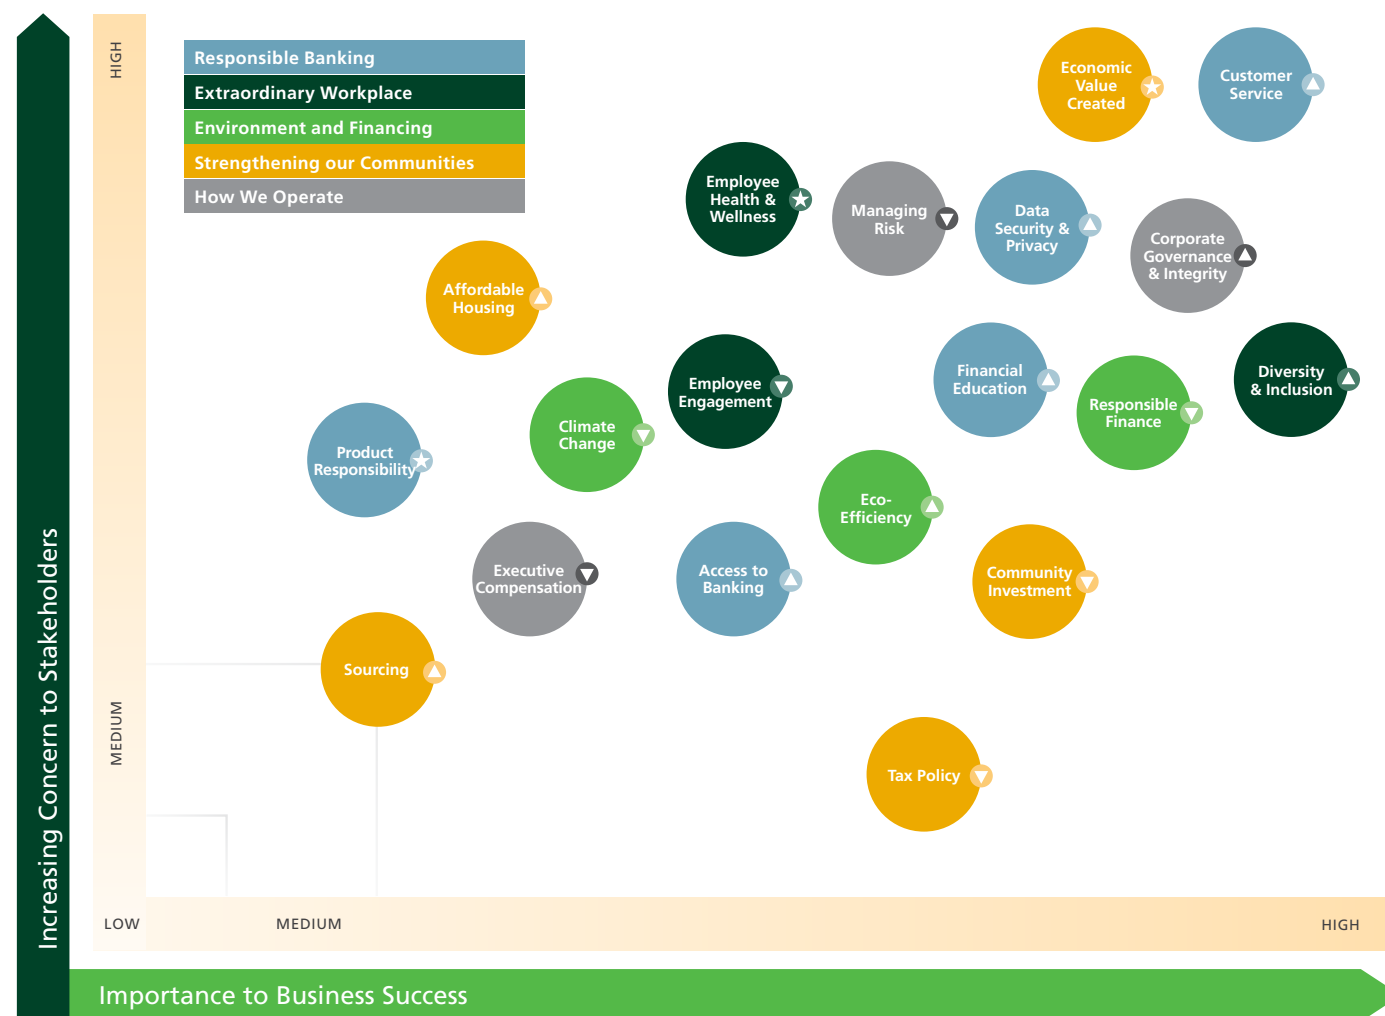 HIGH
Responsible Banking
Extraordinary Workplace
Environment and Financing
Strengthening our Communities
How We Operate
Economic
Value
Created
Customer
Service
Employee
Health &
Wellness
Managing
Risk
Data
Security &
Privacy
Corporate
Governance
& Integrity
Affordable
Housing
Employee
Engagement
Financial
Education
Responsible
Finance
Diversity
& Inclusion
Climate
Change
Product
Responsibility
Eco-
Efficiency
Executive
Compensation
Access to
Banking
Community
Investment
Sourcing
Tax Policy
Increasing Concern to Stakeholders
MEDIUM
LOW
MEDIUM
HIGH
Importance to Business Success